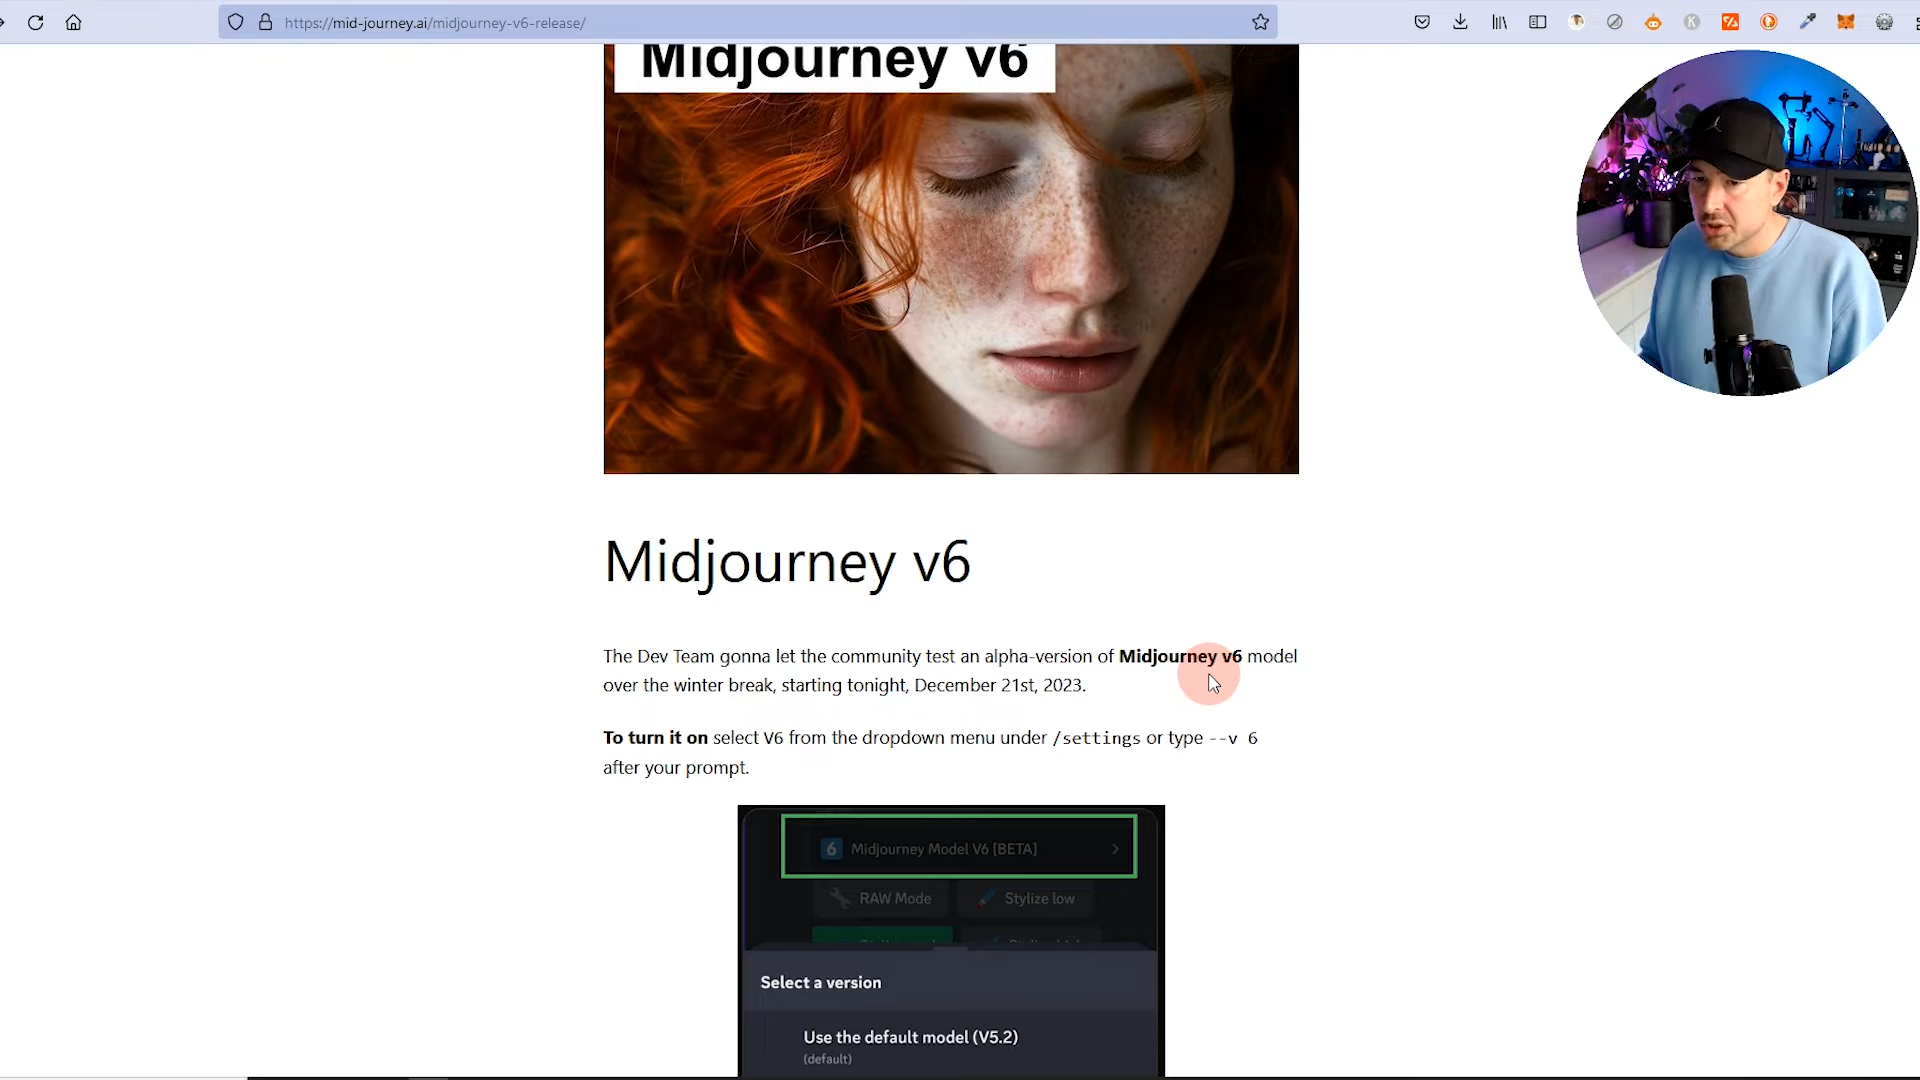 https://mid-journey.ai/midjourney-v6-release/
Midjourney v6
Midjourney v6
The Dev Team gonna let the community test an alpha-version of Midjourney v6 model
over the winter break, starting tonight, December 21st, 2023.
To turn it on select V6 from the dropdown menu under /settings or type --v 6
after your prompt.
6 Midjourney Model V6 [BETA]
RAW Mode
Stylize low
Select a version
Use the default model (V5.2)
(default)